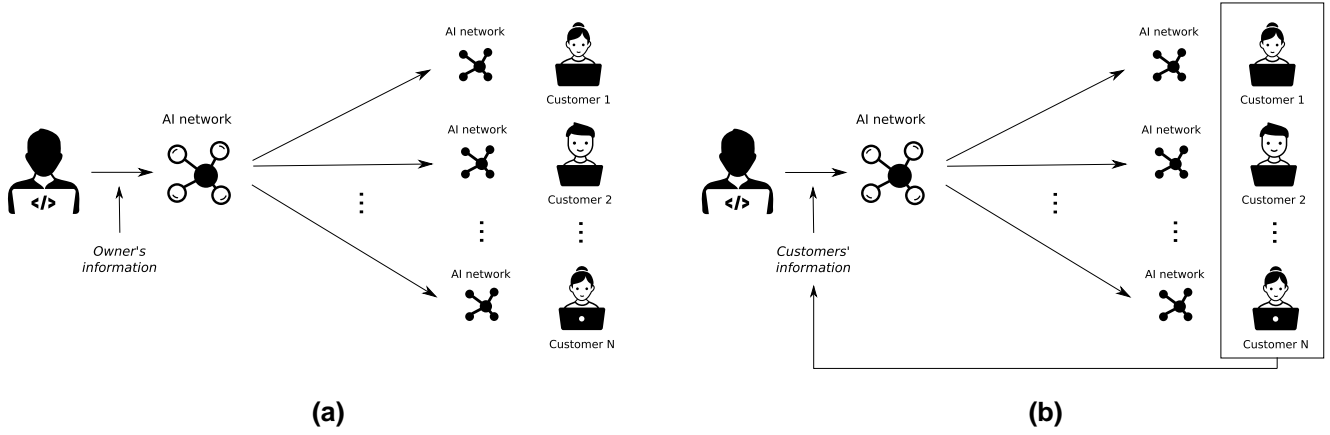 AI network
Customer 1
AI network
AI network
Customer 2
</>
Owner's
information
AI network
Customer N
(a)
AI network
Customer 1
AI network
AI network
Customer 2
</>
Customers'
information
AI network
Customer N
(b)